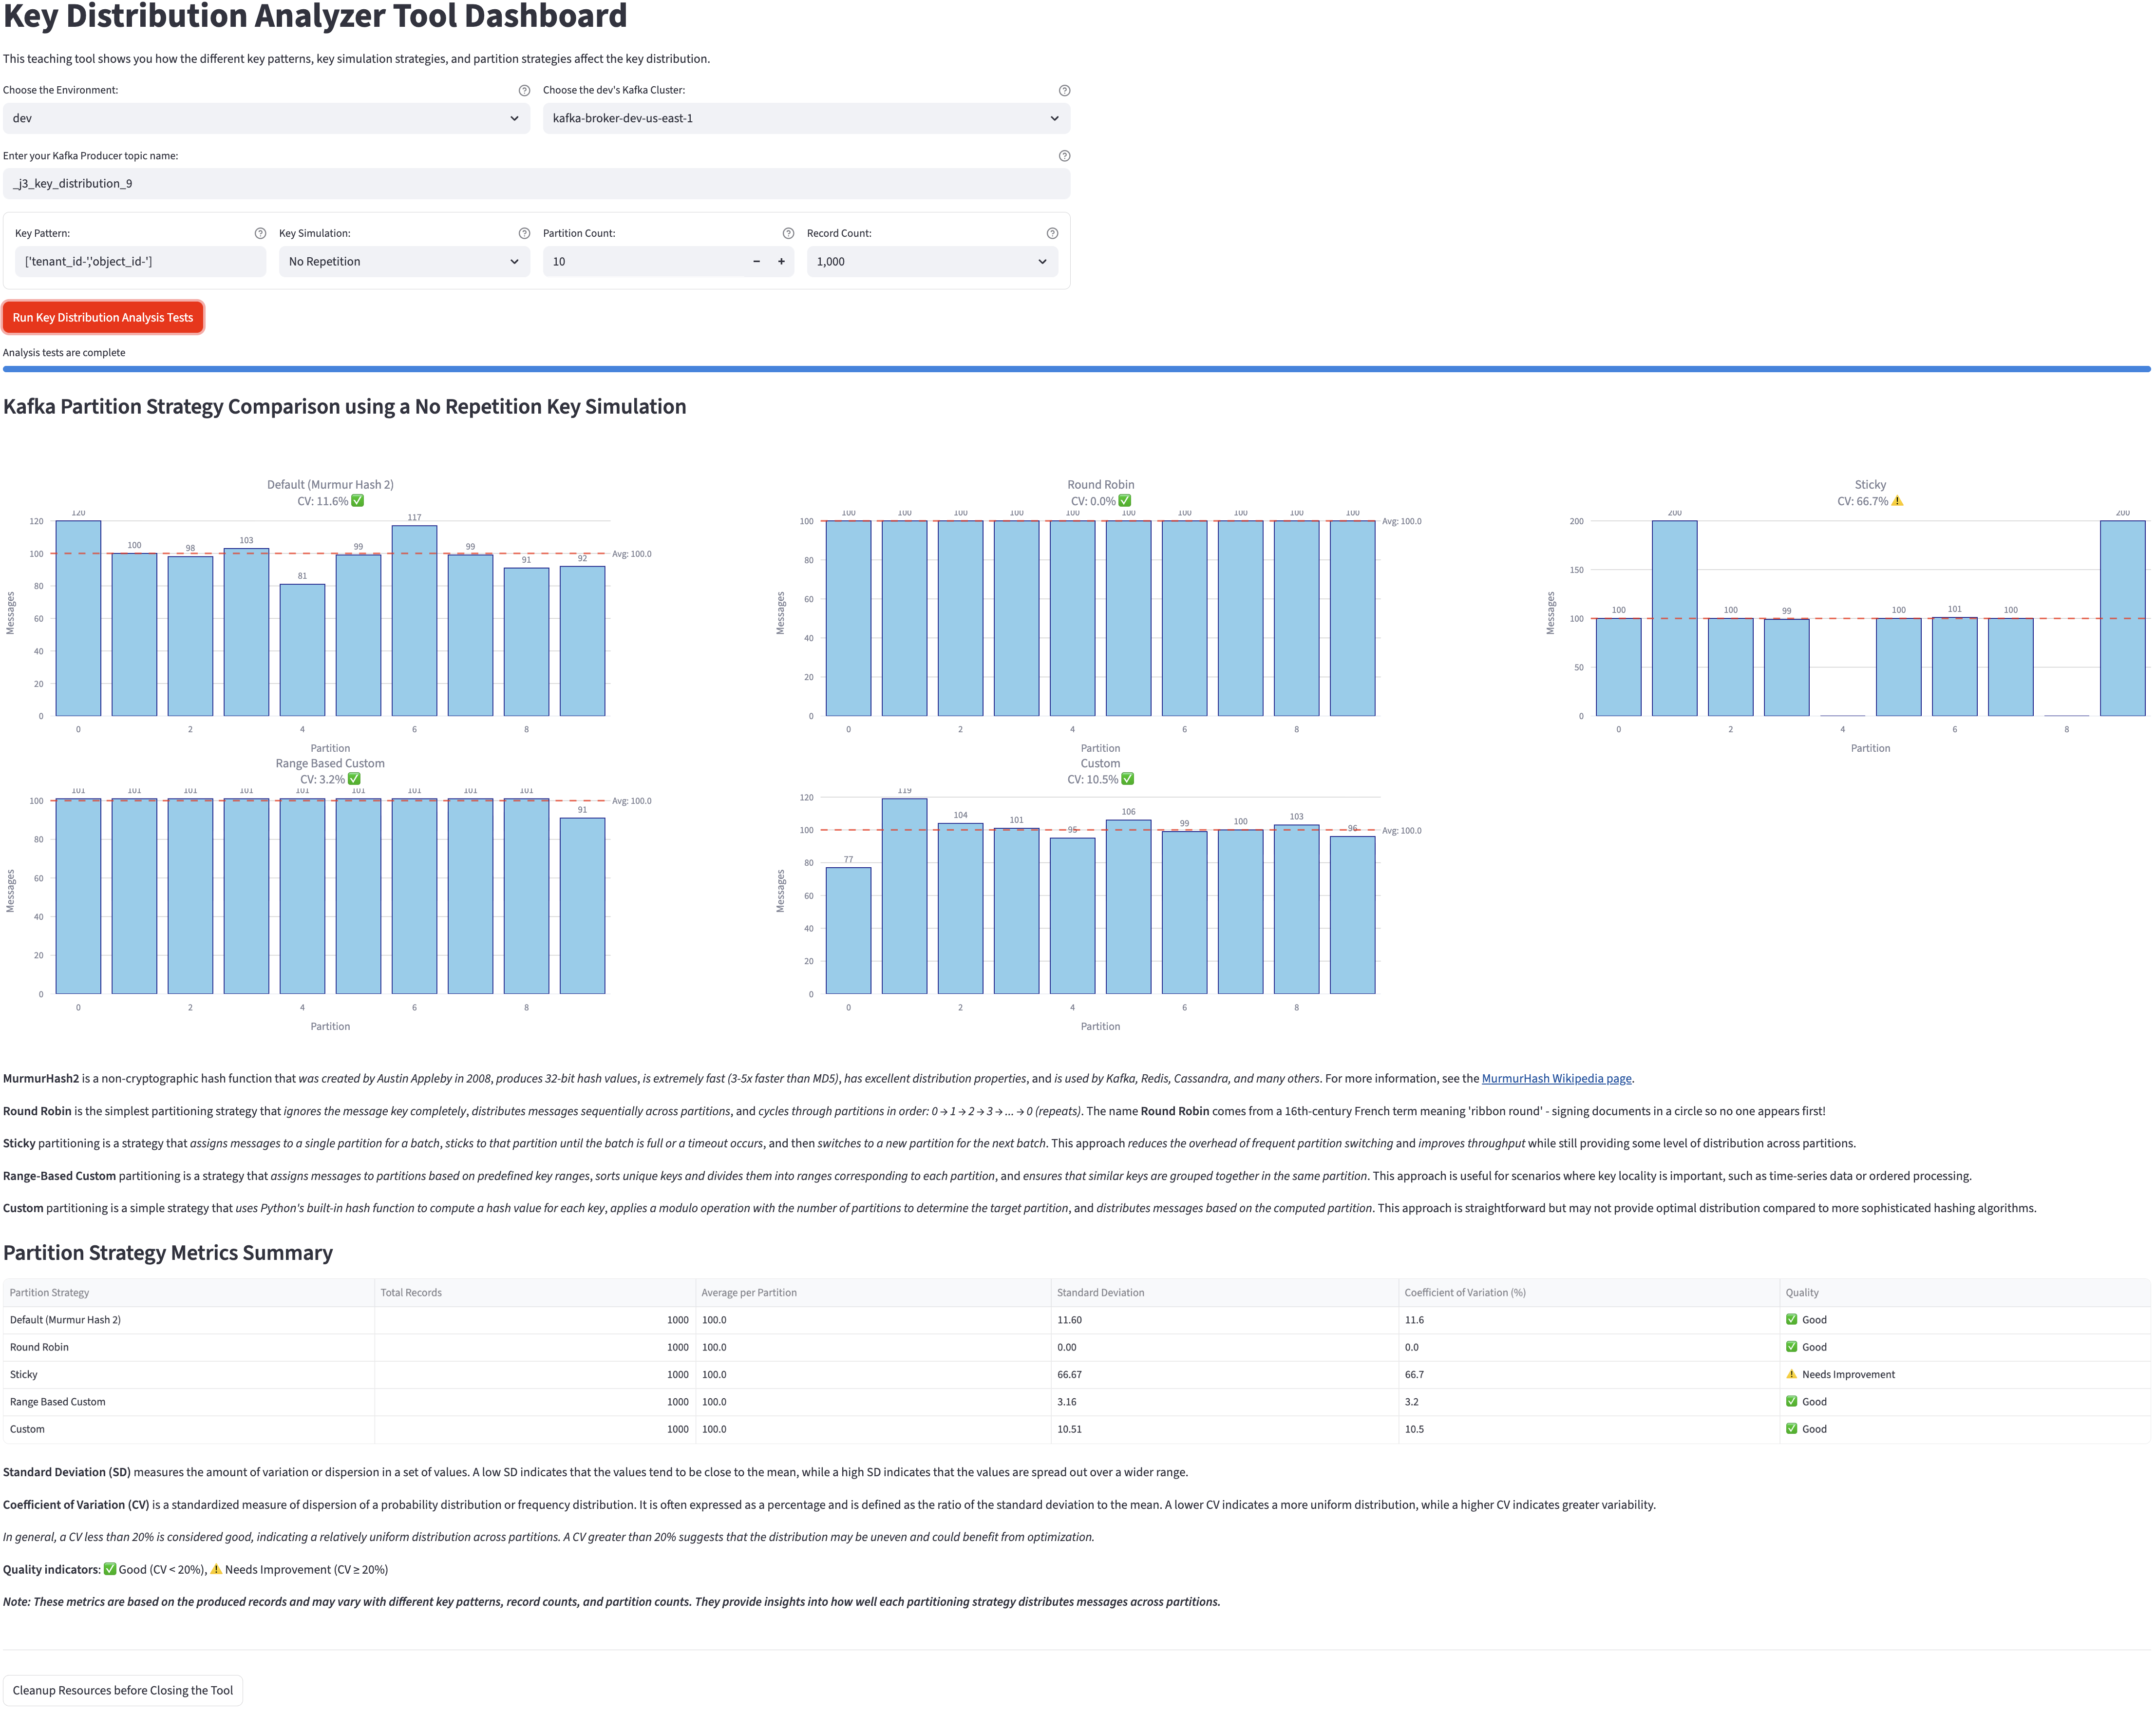 Key Distribution Analyzer Tool Dashboard
This teaching tool shows you how the different key patterns, key simulation strategies, and partition strategies affect the key distribution.
Choose the Environment:
Choose the dev's Kafka Cluster:
dev
kafka-broker-dev-us-east-1
Enter your Kafka Producer topic name:
_j3_key_distribution_9
Key Pattern:
Key Simulation:
Partition Count:
Record Count:
['tenant_id-','object_id-']
No Repetition
10
1,000
Run Key Distribution Analysis Tests
Analysis tests are complete
Kafka Partition Strategy Comparison using a No Repetition Key Simulation
Default (Murmur Hash 2)
CV: 11.6% ✅
120 100 98 103 81 99 117 99 91 92
Avg: 100.0
120
100
80
60
40
20
0
Messages
0 2 4 6 8
Partition
Round Robin
CV: 0.0% ✅
100 100 100 100 100 100 100 100 100 100
Avg: 100.0
100
80
60
40
20
0
Messages
0 2 4 6 8
Partition
Sticky
CV: 66.7% ⚠️
100 200 100 99 100 101 100 200
200
150
100
50
0
Messages
0 2 4 6 8
Partition
Range Based Custom
CV: 3.2% ✅
101 101 101 101 101 101 101 101 101 91
Avg: 100.0
100
80
60
40
20
0
Messages
0 2 4 6 8
Partition
Custom
CV: 10.5% ✅
77 119 104 101 95 106 99 100 103 96
Avg: 100.0
120
100
80
60
40
20
0
Messages
0 2 4 6 8
Partition
MurmurHash2 is a non-cryptographic hash function that was created by Austin Appleby in 2008, produces 32-bit hash values, is extremely fast (3-5x faster than MD5), has excellent distribution properties, and is used by Kafka, Redis, Cassandra, and many others. For more information, see the MurmurHash Wikipedia page.
Round Robin is the simplest partitioning strategy that ignores the message key completely, distributes messages sequentially across partitions, and cycles through partitions in order: 0 → 1 → 2 → 3 → ... → 0 (repeats). The name Round Robin comes from a 16th-century French term meaning 'ribbon round' - signing documents in a circle so no one appears first!
Sticky partitioning is a strategy that assigns messages to a single partition for a batch, sticks to that partition until the batch is full or a timeout occurs, and then switches to a new partition for the next batch. This approach reduces the overhead of frequent partition switching and improves throughput while still providing some level of distribution across partitions.
Range-Based Custom partitioning is a strategy that assigns messages to partitions based on predefined key ranges, sorts unique keys and divides them into ranges corresponding to each partition, and ensures that similar keys are grouped together in the same partition. This approach is useful for scenarios where key locality is important, such as time-series data or ordered processing.
Custom partitioning is a simple strategy that uses Python's built-in hash function to compute a hash value for each key, applies a modulo operation with the number of partitions to determine the target partition, and distributes messages based on the computed partition. This approach is straightforward but may not provide optimal distribution compared to more sophisticated hashing algorithms.
Partition Strategy Metrics Summary
Partition Strategy Total Records Average per Partition Standard Deviation Coefficient of Variation (%) Quality
Default (Murmur Hash 2) 1000 100.0 11.60 11.6 ✅ Good
Round Robin 1000 100.0 0.00 0.0 ✅ Good
Sticky 1000 100.0 66.67 66.7 ⚠️ Needs Improvement
Range Based Custom 1000 100.0 3.16 3.2 ✅ Good
Custom 1000 100.0 10.51 10.5 ✅ Good
Standard Deviation (SD) measures the amount of variation or dispersion in a set of values. A low SD indicates that the values tend to be close to the mean, while a high SD indicates that the values are spread out over a wider range.
Coefficient of Variation (CV) is a standardized measure of dispersion of a probability distribution or frequency distribution. It is often expressed as a percentage and is defined as the ratio of the standard deviation to the mean. A lower CV indicates a more uniform distribution, while a higher CV indicates greater variability.
In general, a CV less than 20% is considered good, indicating a relatively uniform distribution across partitions. A CV greater than 20% suggests that the distribution may be uneven and could benefit from optimization.
Quality indicators: ✅ Good (CV < 20%), ⚠️ Needs Improvement (CV ≥ 20%)
Note: These metrics are based on the produced records and may vary with different key patterns, record counts, and partition counts. They provide insights into how well each partitioning strategy distributes messages across partitions.
Cleanup Resources before Closing the Tool